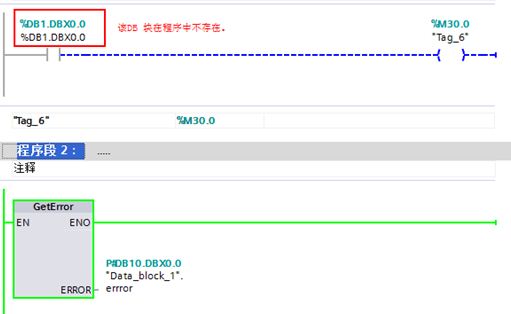 %DB1.DBX0.0
%DB1.DBX0.0
该DB 块在程序中不存在。
%M30.0
"Tag_6"
"Tag_6" %M30.0
程序段 2： .....
注释
GetError
EN ENO
P#DB10.DBX0.0
"Data_block_1".
ERROR errror